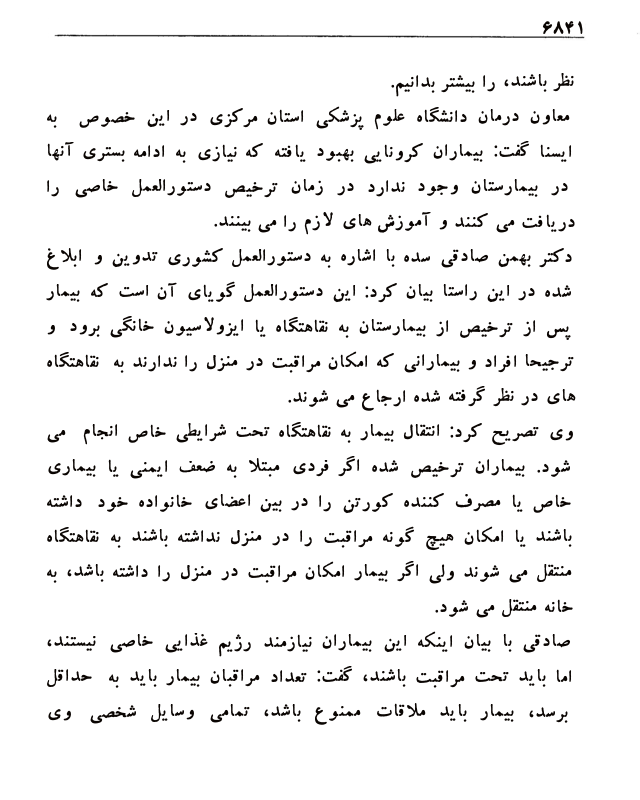 ۶۸۴۱
نظر باشند، را بیشتر بدانیم.
معاون درمان دانشگاه علوم پزشکی استان مرکزی در این خصوص به
ایسنا گفت: بیماران کرونایی بهبود یافته که نیازی به ادامه بستری آنها
در بیمارستان وجود ندارد در زمان ترخیص دستورالعمل خاصی را
دریافت می کنند و آموزش های لازم را می بینند.
دکتر بهمن صادقی سده با اشاره به دستورالعمل کشوری تدوین و ابلاغ
شده در این راستا بیان کرد: این دستورالعمل گویای آن است که بیمار
پس از ترخیص از بیمارستان به نقاهتگاه یا ایزولاسیون خانگی برود و
ترجیحا افراد و بیمارانی که امکان مراقبت در منزل را ندارند به نقاهتگاه
های در نظر گرفته شده ارجاع می شوند.
وی تصریح کرد: انتقال بیمار به نقاهتگاه تحت شرایطی خاص انجام می
شود. بیماران ترخیص شده اگر فردی مبتلا به ضعف ایمنی یا بیماری
خاص یا مصرف کننده کورتن را در بین اعضای خانواده خود داشته
باشند یا امکان هیچ گونه مراقبت را در منزل نداشته باشند به نقاهتگاه
منتقل می شوند ولی اگر بیمار امکان مراقبت در منزل را داشته باشد، به
خانه منتقل می شود.
صادقی با بیان اینکه این بیماران نیازمند رژیم غذایی خاصی نیستند،
اما باید تحت مراقبت باشند، گفت: تعداد مراقبان بیمار باید به حداقل
برسد، بیمار باید ملاقات ممنوع باشد، تمامی وسایل شخصی وی